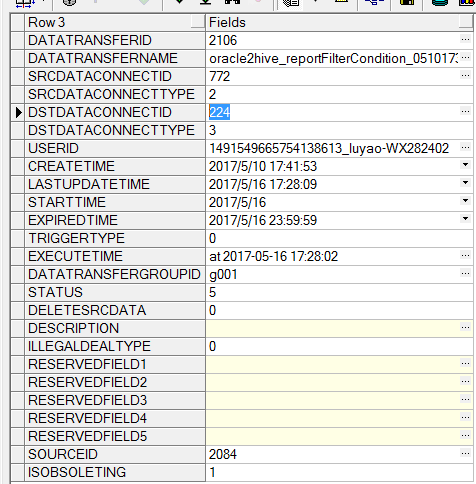 Row 3 Fields
DATATRANSFERID 2106
DATATRANSFERNAME oracle2hive_reportFilterCondition_0510173
SRCDATACONNECTID 772
SRCDATACONNECTTYPE 2
DSTDATACONNECTID 224
DSTDATACONNECTTYPE 3
USERID 1491549665754138613_luyao-WX282402
CREATETIME 2017/5/10 17:41:53
LASTUPDATETIME 2017/5/16 17:28:09
STARTTIME 2017/5/16
EXPIREDTIME 2017/5/16 23:59:59
TRIGGERTYPE 0
EXECUTETIME at 2017-05-16 17:28:02
DATATRANSFERGROUPID g001
STATUS 5
DELETESRCDATA 0
DESCRIPTION
ILLEGALDEALTYPE 0
RESERVEDFIELD1
RESERVEDFIELD2
RESERVEDFIELD3
RESERVEDFIELD4
RESERVEDFIELD5
SOURCEID 2084
ISOBSOLETING 1